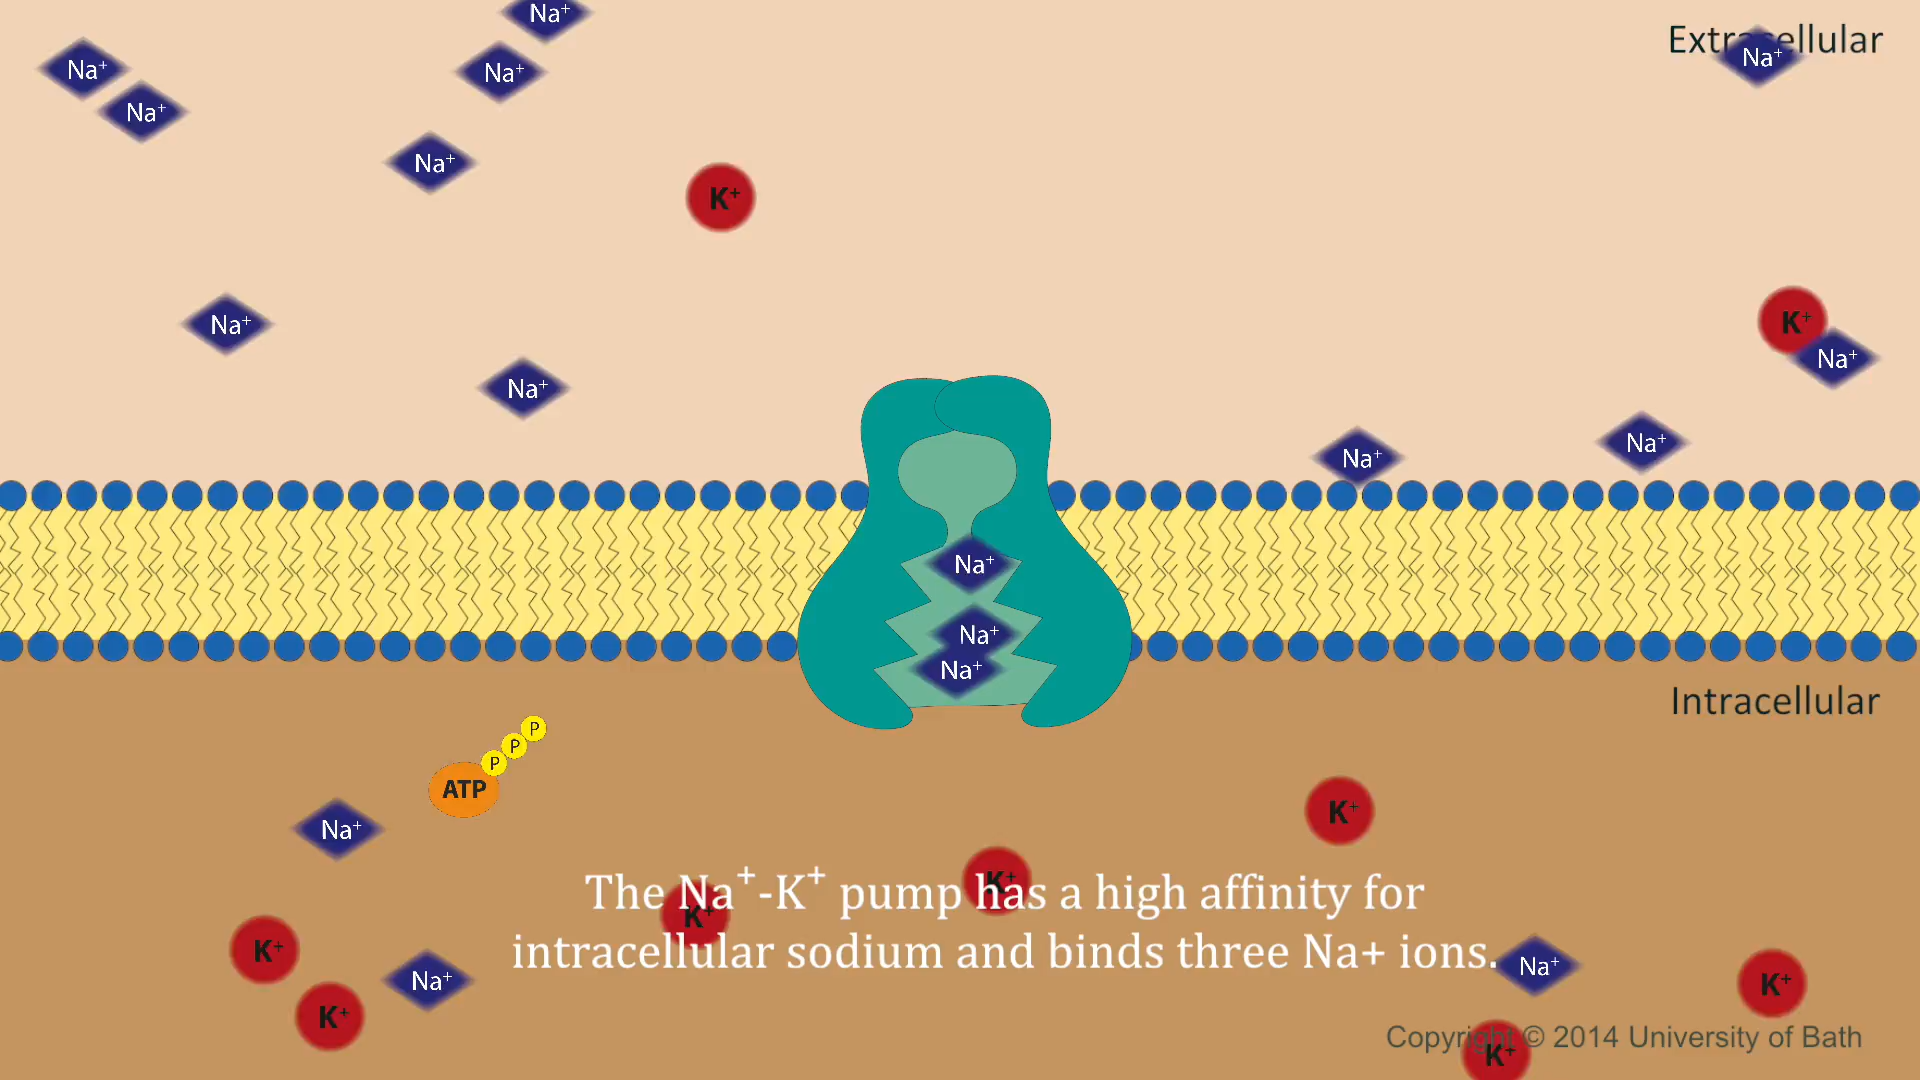 Na⁺
Extracellular
Na⁺
Na⁺
Na⁺
Na⁺
Na⁺
K⁺
K⁺
Na⁺
Na⁺
Na⁺
Na⁺
Na⁺
Na⁺
Na⁺
Na⁺
Intracellular
P
P
P
ATP
K⁺
Na⁺
K⁺
K⁺
The Na⁺-K⁺ pump has a high affinity for
intracellular sodium and binds three Na+ ions.
K⁺
Na⁺
Na⁺
K⁺
K⁺
Copyright © 2014 University of Bath
K⁺